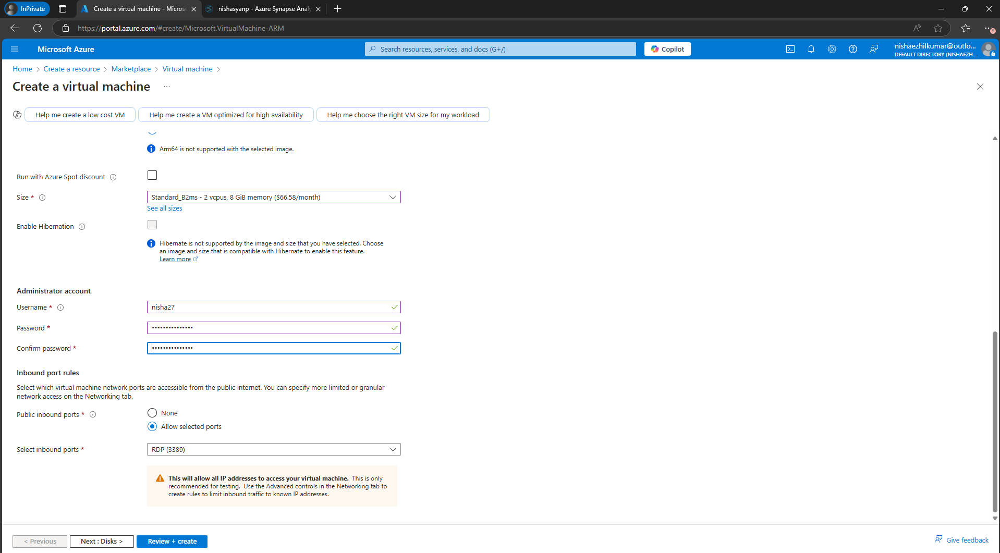 InPrivate
Create a virtual machine - Micros
nishasyanp - Azure Synapse Analy
https://portal.azure.com/#create/Microsoft.VirtualMachine-ARM
Microsoft Azure
Search resources, services, and docs (G+/)
Copilot
nishaezhilkumar@outlo...
DEFAULT DIRECTORY (NISHAEZH...
Home > Create a resource > Marketplace > Virtual machine >
Create a virtual machine ...
Help me create a low cost VM
Help me create a VM optimized for high availability
Help me choose the right VM size for my workload
Arm64 is not supported with the selected image.
Run with Azure Spot discount
Size *
Standard_B2ms - 2 vcpus, 8 GiB memory ($66.58/month)
See all sizes
Enable Hibernation
Hibernate is not supported by the image and size that you have selected. Choose
an image and size that is compatible with Hibernate to enable this feature.
Learn more
Administrator account
Username *
nisha27
Password *
•••••••••••••••
Confirm password *
•••••••••••••••
Inbound port rules
Select which virtual machine network ports are accessible from the public internet. You can specify more limited or granular
network access on the Networking tab.
Public inbound ports *
None
Allow selected ports
Select inbound ports *
RDP (3389)
This will allow all IP addresses to access your virtual machine. This is only
recommended for testing. Use the Advanced controls in the Networking tab to
create rules to limit inbound traffic to known IP addresses.
< Previous
Next : Disks >
Review + create
Give feedback